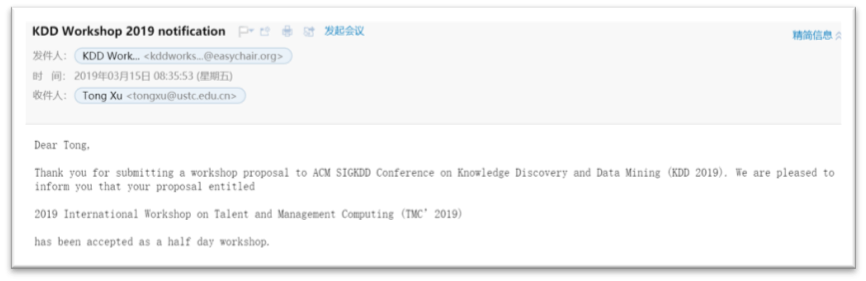 KDD Workshop 2019 notification 发起会议
精简信息
发件人: KDD Work... <kddworks...@easychair.org>
时 间: 2019年03月15日 08:35:53 (星期五)
收件人: Tong Xu <tongxu@ustc.edu.cn>
Dear Tong,
Thank you for submitting a workshop proposal to ACM SIGKDD Conference on Knowledge Discovery and Data Mining (KDD 2019). We are pleased to
inform you that your proposal entitled
2019 International Workshop on Talent and Management Computing (TMC’2019)
has been accepted as a half day workshop.